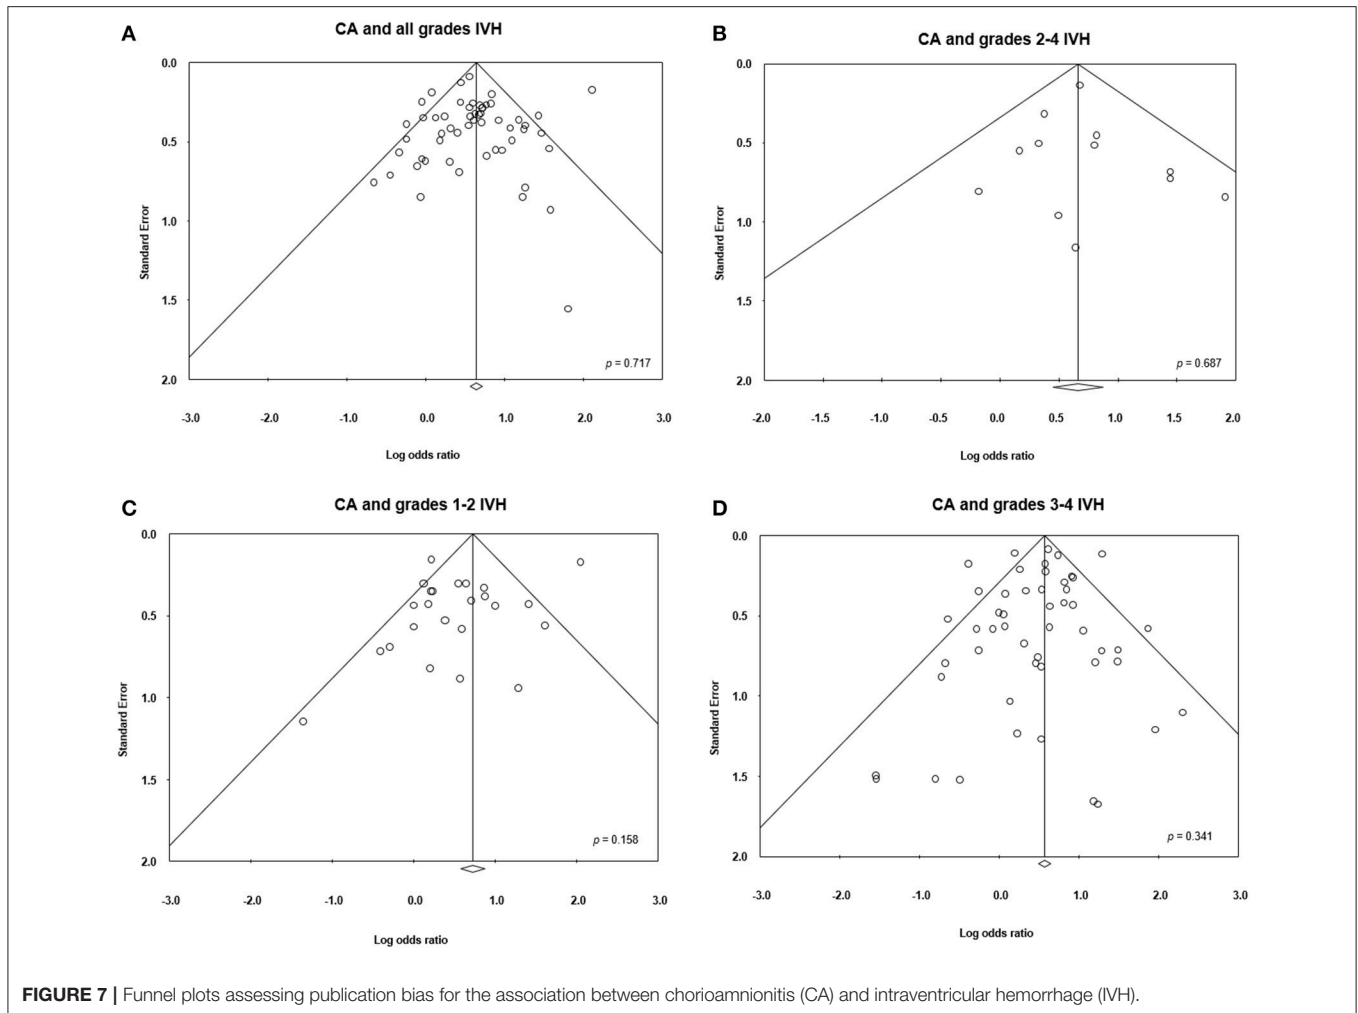 A
CA and all grades IVH
0.0
0.5
1.0
1.5
2.0
Standard Error
p = 0.717
-3.0 -2.0 -1.0 0.0 1.0 2.0 3.0
Log odds ratio
B
CA and grades 2-4 IVH
0.0
0.5
1.0
1.5
2.0
Standard Error
p = 0.687
-2.0 -1.5 -1.0 -0.5 0.0 0.5 1.0 1.5 2.0
Log odds ratio
C
CA and grades 1-2 IVH
0.0
0.5
1.0
1.5
2.0
Standard Error
p = 0.158
-3.0 -2.0 -1.0 0.0 1.0 2.0 3.0
Log odds ratio
D
CA and grades 3-4 IVH
0.0
0.5
1.0
1.5
2.0
Standard Error
p = 0.341
-3.0 -2.0 -1.0 0.0 1.0 2.0 3.0
Log odds ratio
FIGURE 7 | Funnel plots assessing publication bias for the association between chorioamnionitis (CA) and intraventricular hemorrhage (IVH).